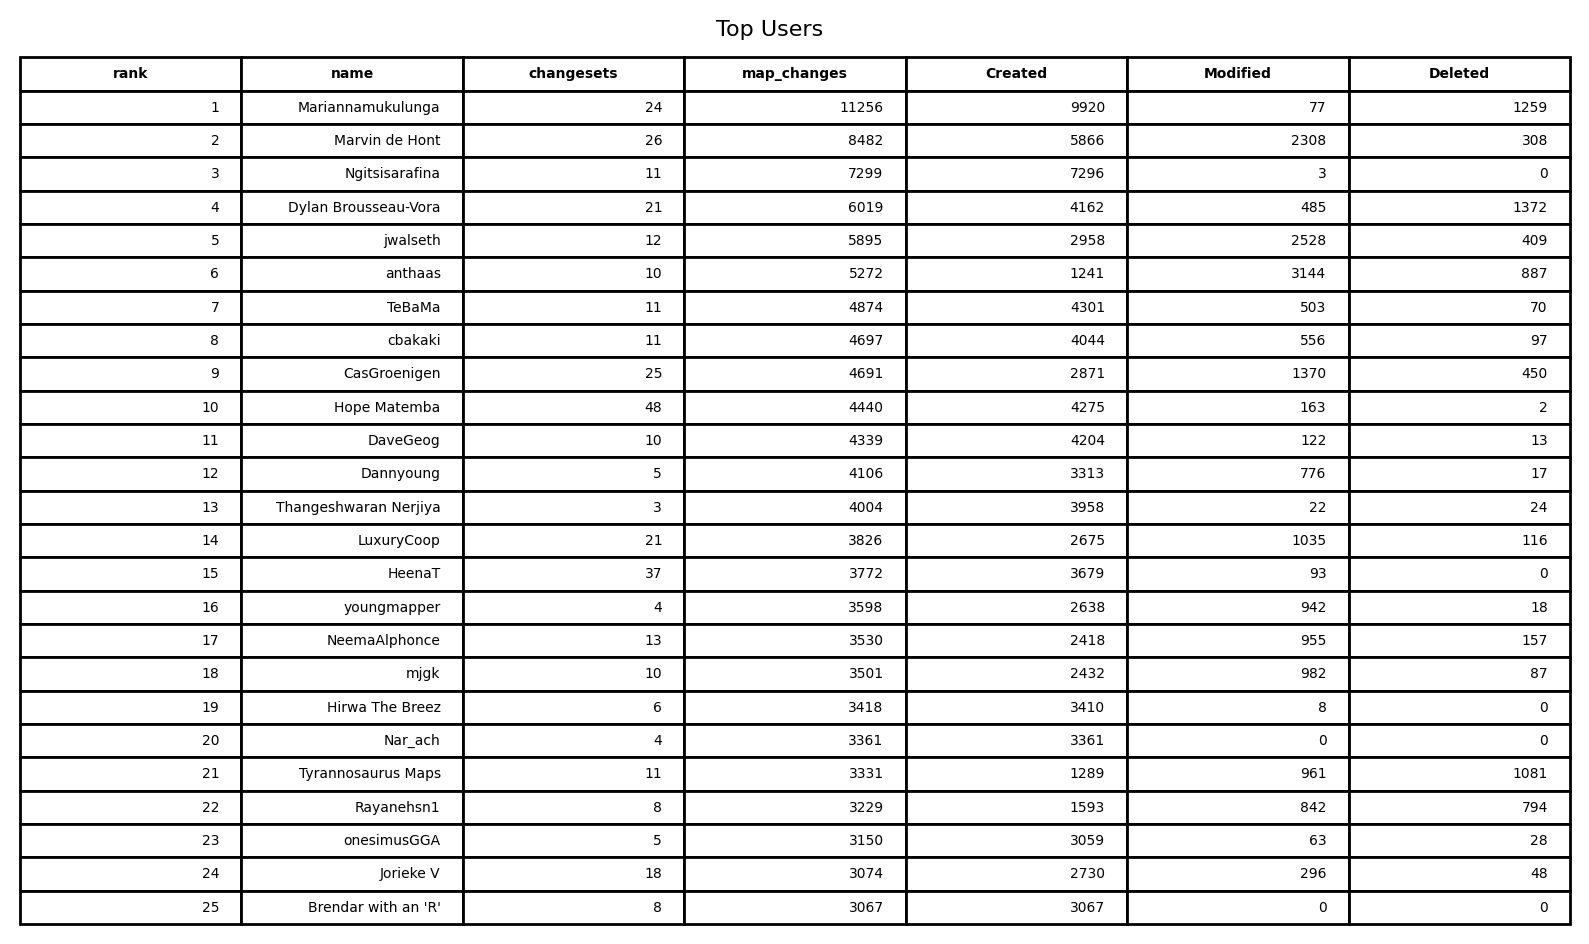 Top Users
rank name changesets map_changes Created Modified Deleted
1 Mariannamukulunga 24 11256 9920 77 1259
2 Marvin de Hont 26 8482 5866 2308 308
3 Ngitsisarafina 11 7299 7296 3 0
4 Dylan Brousseau-Vora 21 6019 4162 485 1372
5 jwalseth 12 5895 2958 2528 409
6 anthaas 10 5272 1241 3144 887
7 TeBaMa 11 4874 4301 503 70
8 cbakaki 11 4697 4044 556 97
9 CasGroenigen 25 4691 2871 1370 450
10 Hope Matemba 48 4440 4275 163 2
11 DaveGeog 10 4339 4204 122 13
12 Dannyoung 5 4106 3313 776 17
13 Thangeshwaran Nerjiya 3 4004 3958 22 24
14 LuxuryCoop 21 3826 2675 1035 116
15 HeenaT 37 3772 3679 93 0
16 youngmapper 4 3598 2638 942 18
17 NeemaAlphonce 13 3530 2418 955 157
18 mjgk 10 3501 2432 982 87
19 Hirwa The Breez 6 3418 3410 8 0
20 Nar_ach 4 3361 3361 0 0
21 Tyrannosaurus Maps 11 3331 1289 961 1081
22 Rayanehsn1 8 3229 1593 842 794
23 onesimusGGA 5 3150 3059 63 28
24 Jorieke V 18 3074 2730 296 48
25 Brendar with an 'R' 8 3067 3067 0 0